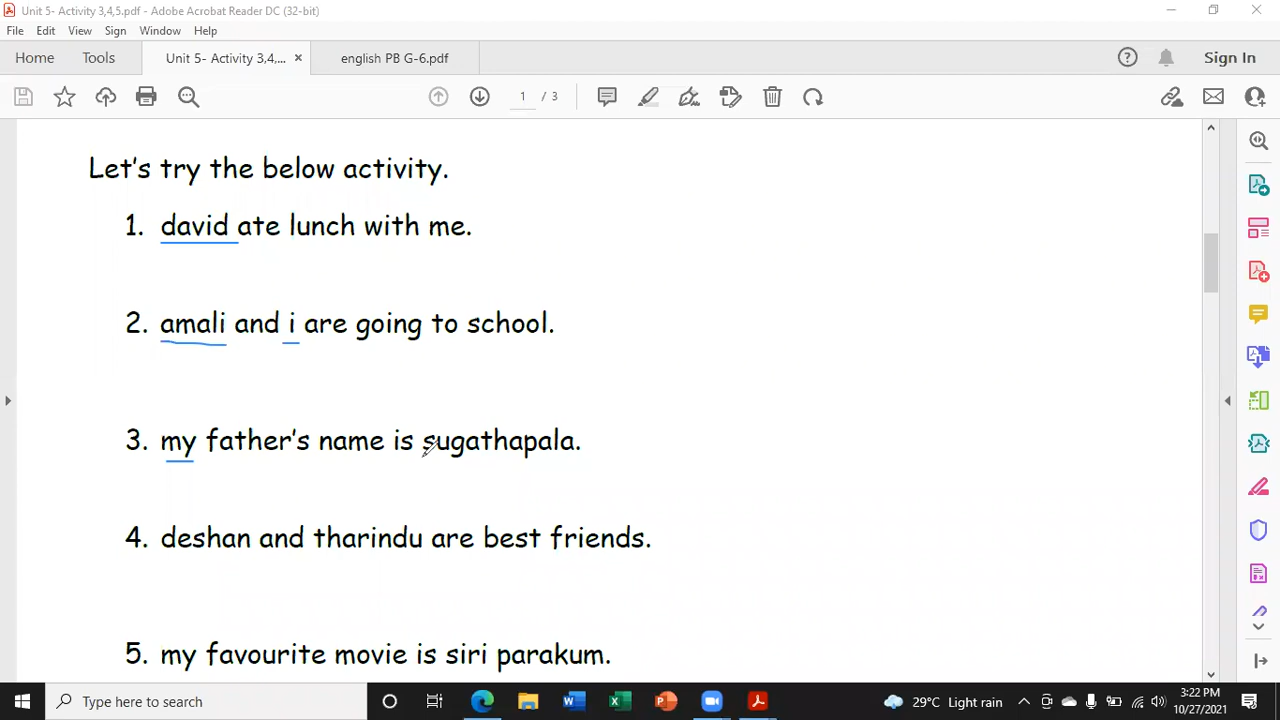 Unit 5- Activity 3,4,5.pdf - Adobe Acrobat Reader DC (32-bit)
File Edit View Sign Window Help
Home Tools Unit 5- Activity 3,4,... × english PB G-6.pdf Sign In
1 / 3
Let's try the below activity.
1. david ate lunch with me.
2. amali and i are going to school.
3. my father's name is sugathapala.
4. deshan and tharindu are best friends.
5. my favourite movie is siri parakum.
Type here to search
29°C Light rain
3:22 PM
10/27/2021